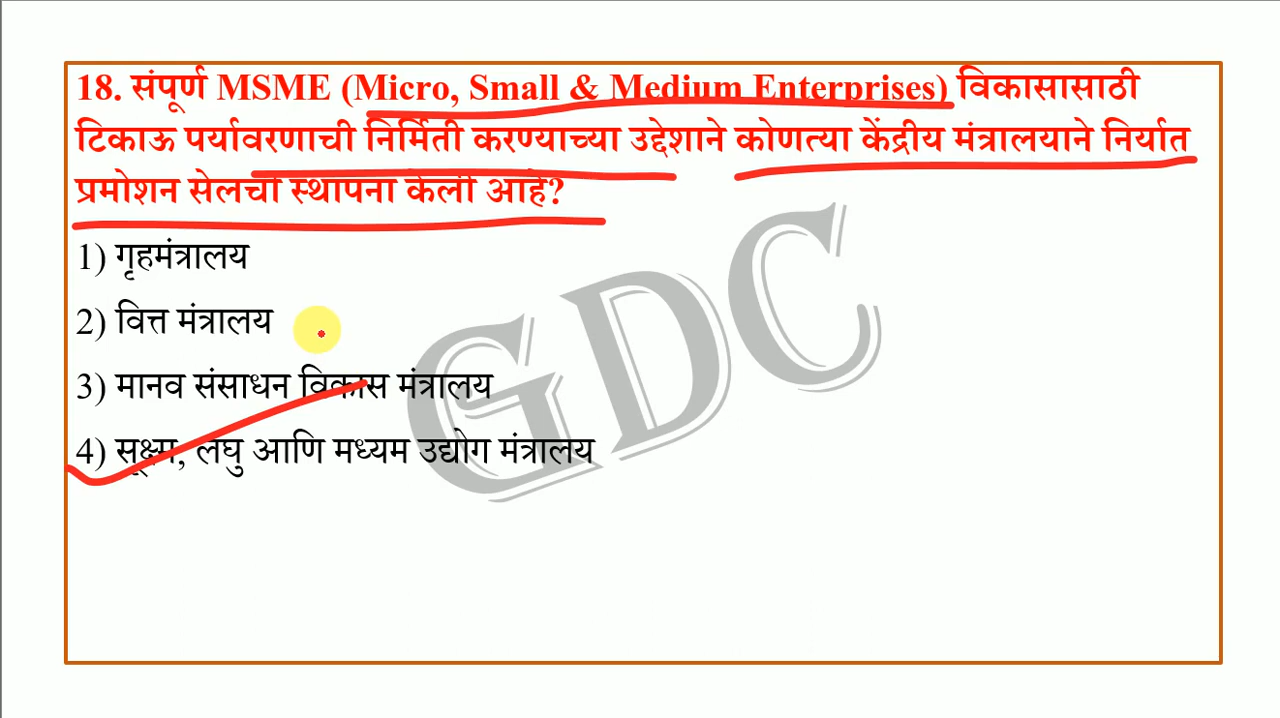 18. संपूर्ण MSME (Micro, Small & Medium Enterprises) विकासासाठी
टिकाऊ पर्यावरणाची निर्मिती करण्याच्या उद्देशाने कोणत्या केंद्रीय मंत्रालयाने निर्यात
प्रमोशन सेलची स्थापना केली आहे?
1) गृहमंत्रालय
2) वित्त मंत्रालय
3) मानव संसाधन विकास मंत्रालय
4) सूक्ष्म, लघु आणि मध्यम उद्योग मंत्रालय
GDC